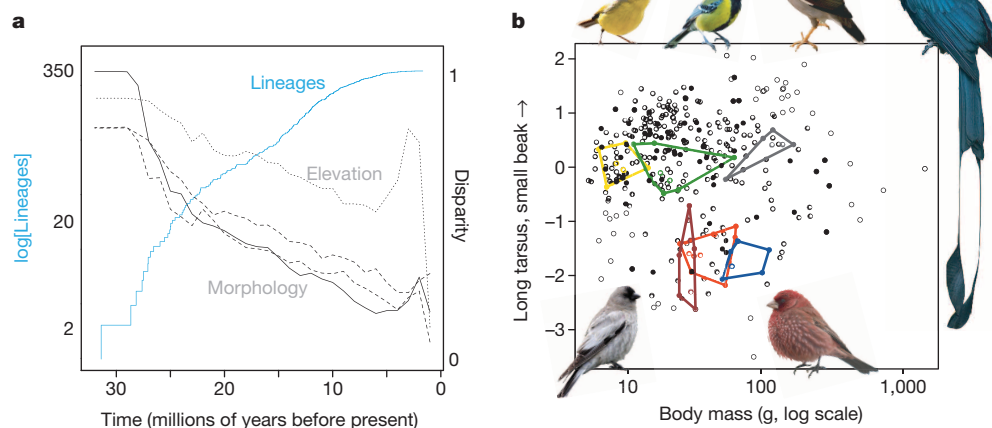 a
350
20
2
log[Lineages]
Lineages
Elevation
Morphology
1
0
Disparity
30
20
10
0
Time (millions of years before present)
b
2
1
0
−1
−2
−3
Long tarsus, small beak →
10
100
1,000
Body mass (g, log scale)